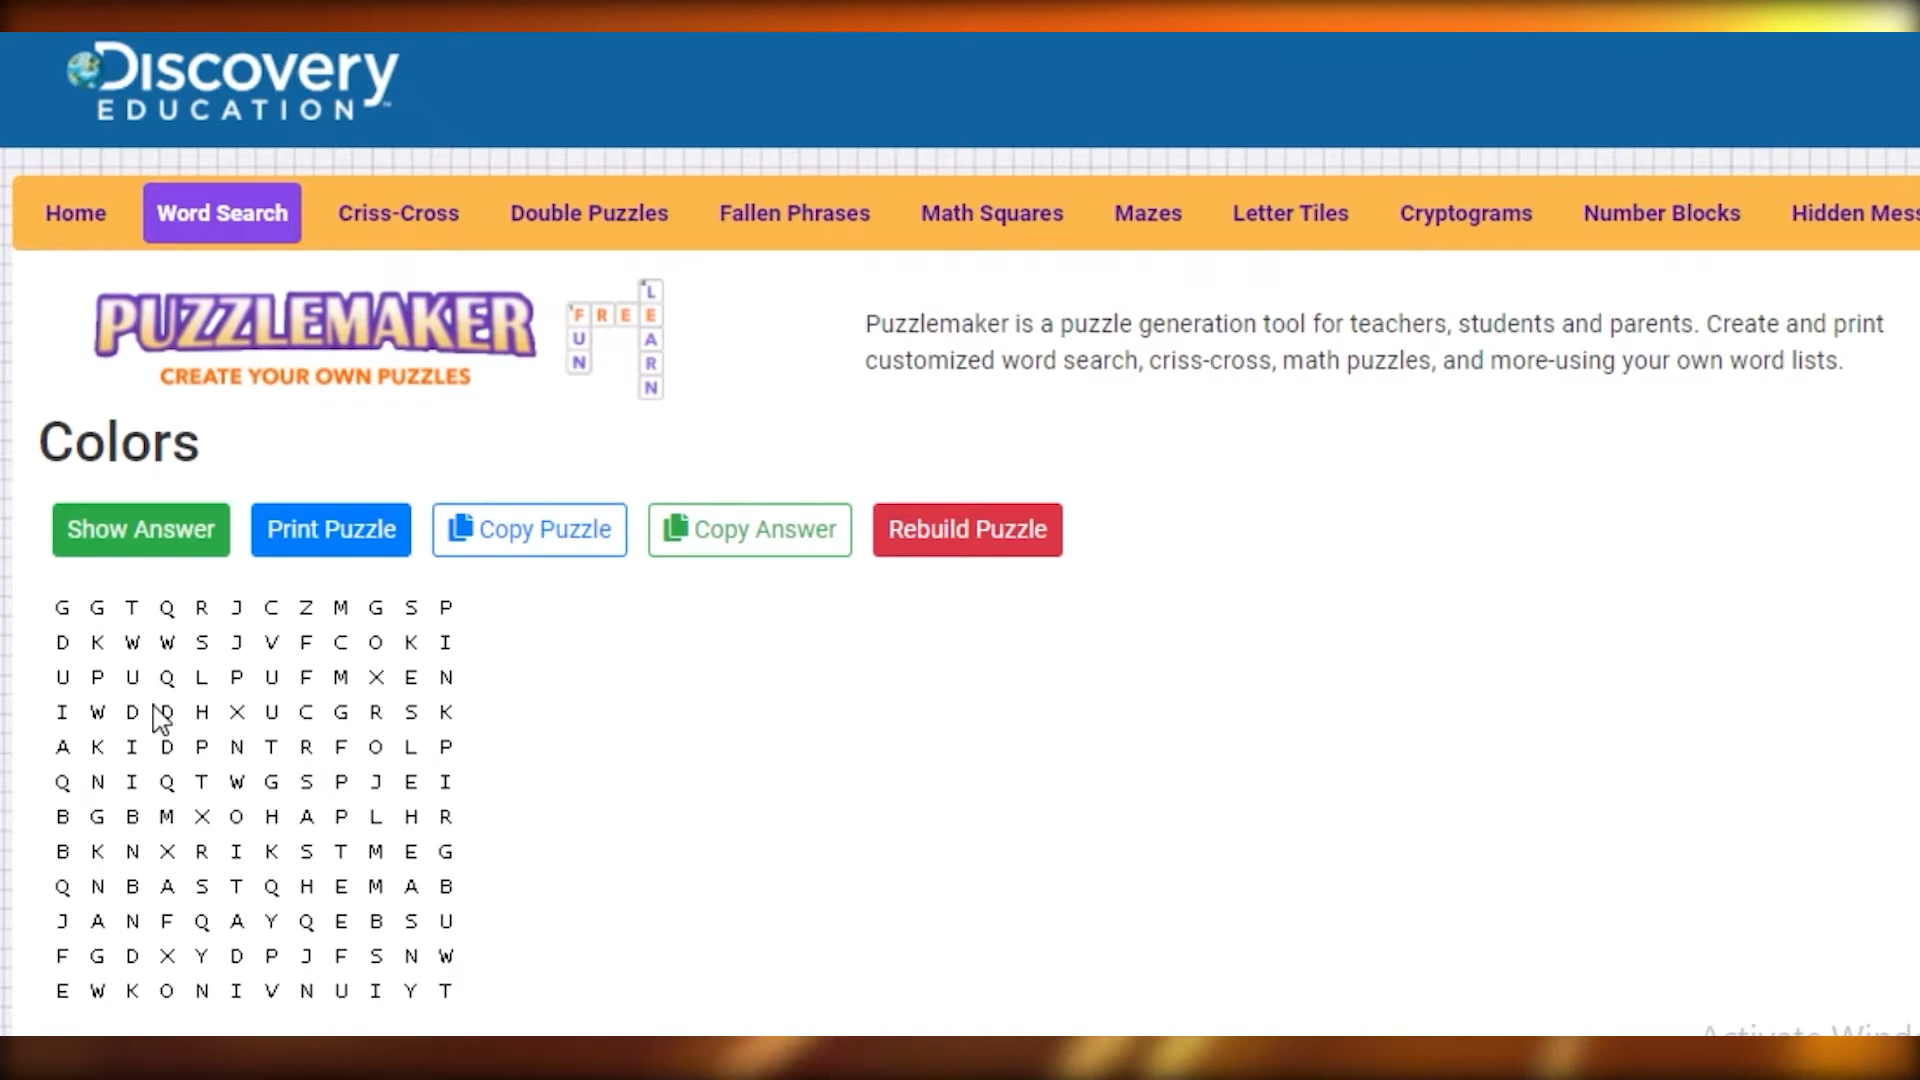 DISCOVERY
EDUCATION
Home Word Search Criss-Cross Double Puzzles Fallen Phrases Math Squares Mazes Letter Tiles Cryptograms Number Blocks Hidden Mess
PUZZLEMAKER
CREATE YOUR OWN PUZZLES
L
FREE
U A
N R
N
Puzzlemaker is a puzzle generation tool for teachers, students and parents. Create and print
customized word search, criss-cross, math puzzles, and more-using your own word lists.
Colors
Show Answer Print Puzzle Copy Puzzle Copy Answer Rebuild Puzzle
G G T Q R J C Z M G S P
D K W W S J V F C O K I
U P U Q L P U F M X E N
I W D D H X U C G R S K
A K I D P N T R F O L P
Q N I Q T W G S P J E I
B G B M X O H A P L H R
B K N X R I K S T M E G
Q N B A S T Q H E M A B
J A N F Q A Y Q E B S U
F G D X Y D P J F S N W
E W K O N I V N U I Y T